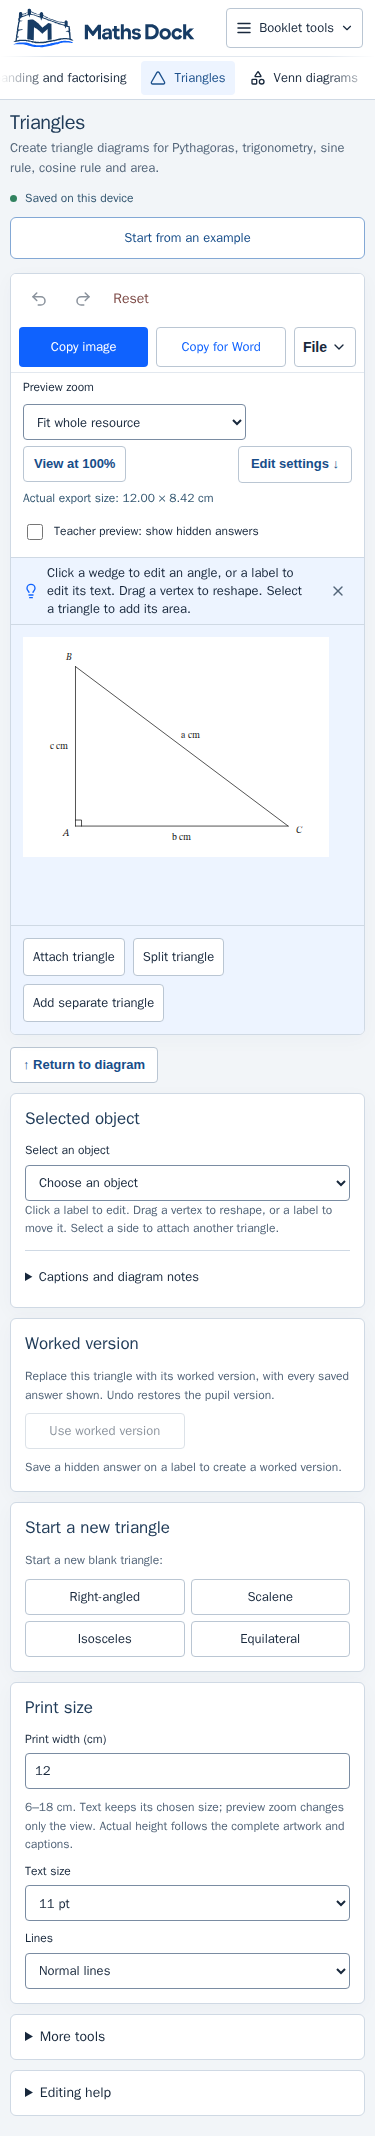 Maths Dock
Booklet tools
anding and factorising
Triangles
Venn diagrams
Triangles
Create triangle diagrams for Pythagoras, trigonometry, sine
rule, cosine rule and area.
Saved on this device
Start from an example
Reset
Copy image
Copy for Word
File
Preview zoom
Fit whole resource
View at 100%
Edit settings ↓
Actual export size: 12.00 × 8.42 cm
Teacher preview: show hidden answers
Click a wedge to edit an angle, or a label to
edit its text. Drag a vertex to reshape. Select
a triangle to add its area.
B
a cm
c cm
A
C
b cm
Attach triangle
Split triangle
Add separate triangle
↑ Return to diagram
Selected object
Select an object
Choose an object
Click a label to edit. Drag a vertex to reshape, or a label to
move it. Select a side to attach another triangle.
Captions and diagram notes
Worked version
Replace this triangle with its worked version, with every saved
answer shown. Undo restores the pupil version.
Use worked version
Save a hidden answer on a label to create a worked version.
Start a new triangle
Start a new blank triangle:
Right-angled
Scalene
Isosceles
Equilateral
Print size
Print width (cm)
12
6–18 cm. Text keeps its chosen size; preview zoom changes
only the view. Actual height follows the complete artwork and
captions.
Text size
11 pt
Lines
Normal lines
More tools
Editing help